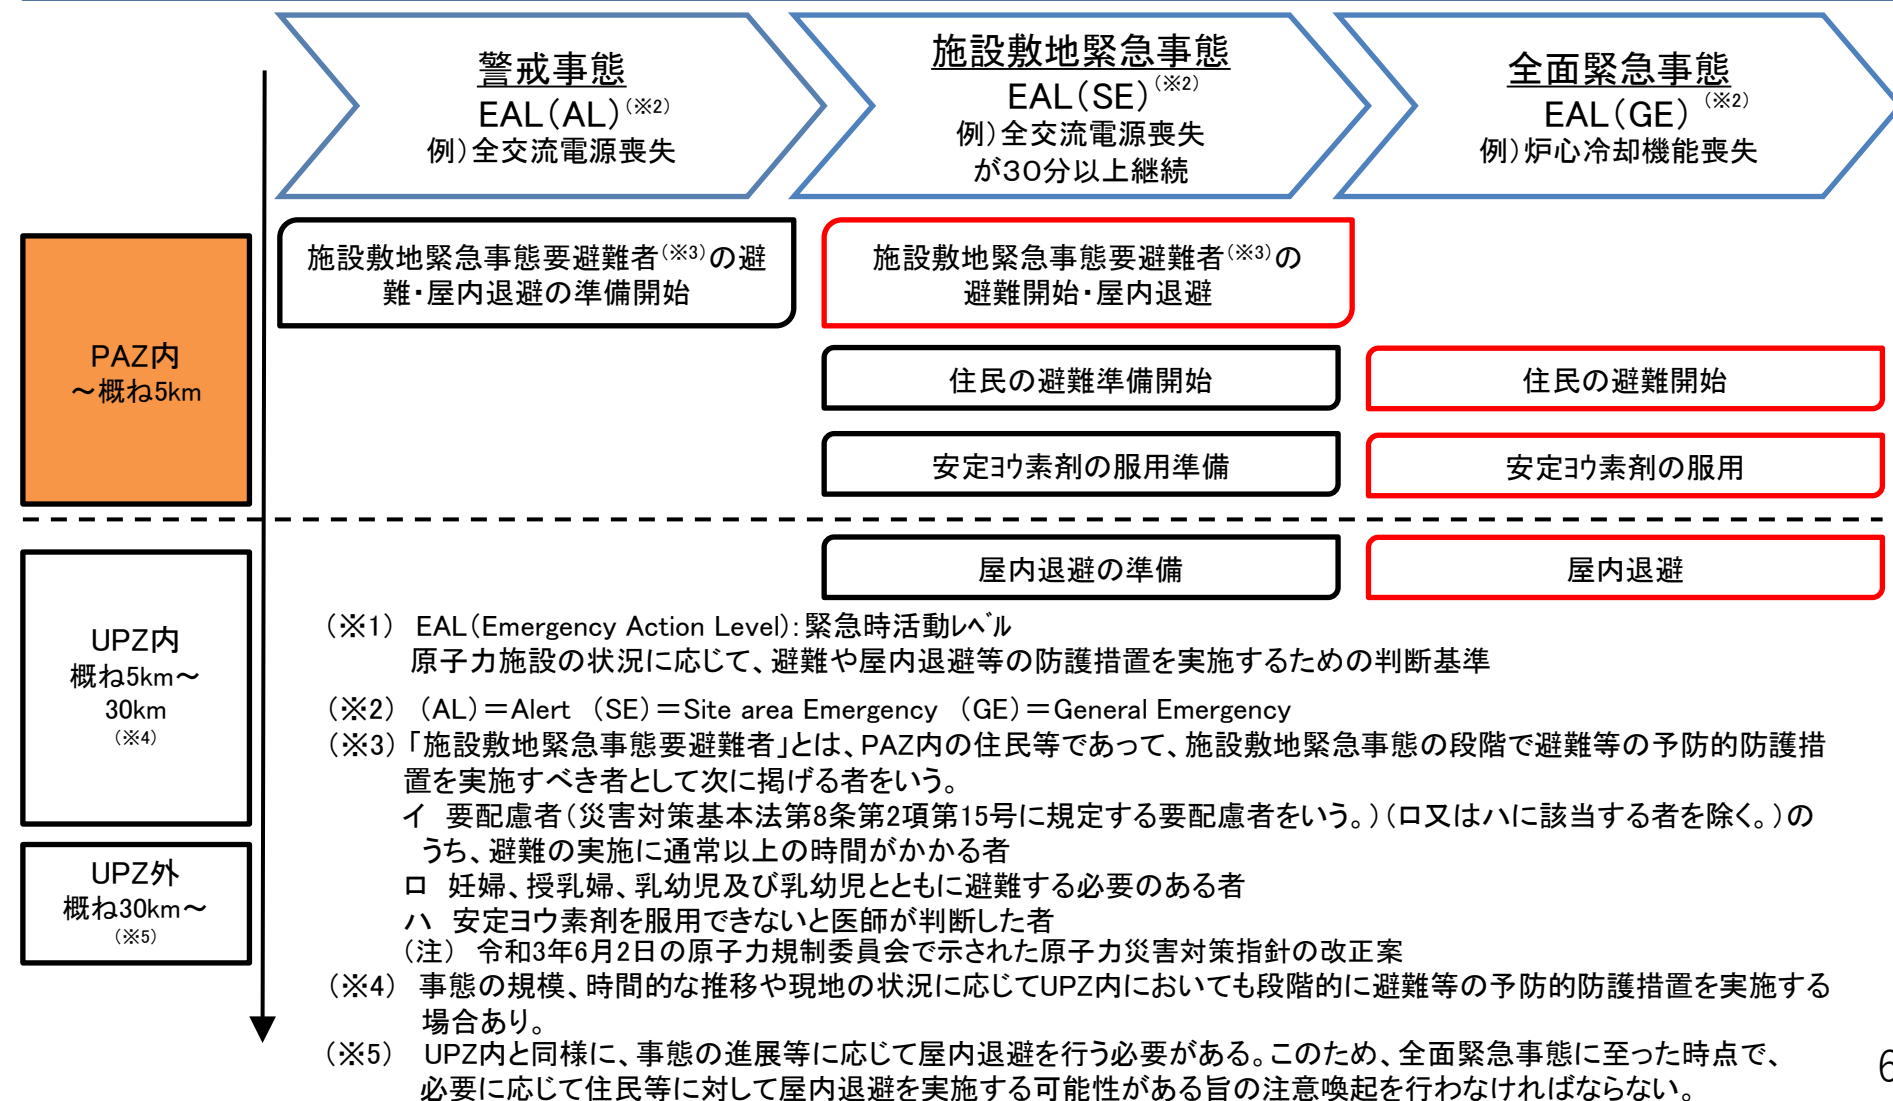 警戒事態
EAL（AL）（※2）
例）全交流電源喪失
施設敷地緊急事態
EAL（SE）（※2）
例）全交流電源喪失
が30分以上継続
全面緊急事態
EAL（GE）（※2）
例）炉心冷却機能喪失
PAZ内
～概ね5km
施設敷地緊急事態要避難者（※3）の避
難・屋内退避の準備開始
施設敷地緊急事態要避難者（※3）の
避難開始・屋内退避
住民の避難準備開始
住民の避難開始
安定ﾖｳ素剤の服用準備
安定ﾖｳ素剤の服用
UPZ内
概ね5km～
30km
（※4）
屋内退避の準備
屋内退避
UPZ外
概ね30km～
（※5）
（※1） EAL（Emergency Action Level）：緊急時活動ﾚﾍﾞﾙ
原子力施設の状況に応じて、避難や屋内退避等の防護措置を実施するための判断基準
（※2） （AL）＝Alert （SE）＝Site area Emergency （GE）＝General Emergency
（※3）「施設敷地緊急事態要避難者」とは、PAZ内の住民等であって、施設敷地緊急事態の段階で避難等の予防的防護措
置を実施すべき者として次に掲げる者をいう。
イ 要配慮者（災害対策基本法第8条第2項第15号に規定する要配慮者をいう。）（ロ又はハに該当する者を除く。）の
うち、避難の実施に通常以上の時間がかかる者
ロ 妊婦、授乳婦、乳幼児及び乳幼児とともに避難する必要のある者
ハ 安定ヨウ素剤を服用できないと医師が判断した者
（注） 令和3年6月2日の原子力規制委員会で示された原子力災害対策指針の改正案
（※4） 事態の規模、時間的な推移や現地の状況に応じてUPZ内においても段階的に避難等の予防的防護措置を実施する
場合あり。
（※5） UPZ内と同様に、事態の進展等に応じて屋内退避を行う必要がある。このため、全面緊急事態に至った時点で、
必要に応じて住民等に対して屋内退避を実施する可能性がある旨の注意喚起を行わなければならない。
6